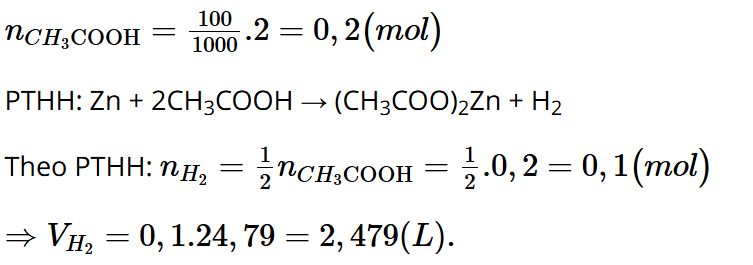 n_{CH_3COOH} = \frac{100}{1000}.2 = 0,2(mol)
PTHH: Zn + 2CH₃COOH → (CH₃COO)₂Zn + H₂
Theo PTHH: n_{H_2} = \frac{1}{2}n_{CH_3COOH} = \frac{1}{2}.0,2 = 0,1(mol)
⇒ V_{H_2} = 0,1.24,79 = 2,479(L).